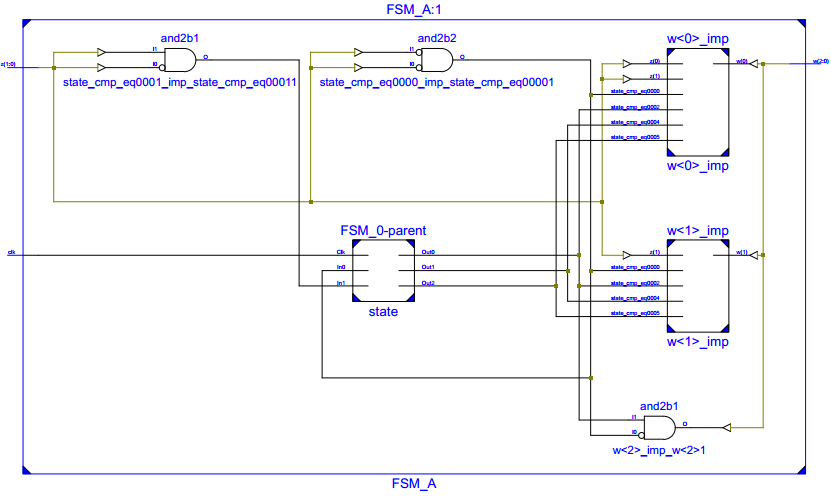 FSM_A:1
and2b1
and2b2
w<0>_imp
I1
I0
O
I1
I0
O
z(1:0)
z(0)
z(1)
w(0)
w(2:0)
state_cmp_eq0001_imp_state_cmp_eq00011
state_cmp_eq0000_imp_state_cmp_eq00001
state_cmp_eq0000
state_cmp_eq0002
state_cmp_eq0004
state_cmp_eq0005
w<0>_imp
FSM_0-parent
w<1>_imp
clk
Clk
In0
In1
Out0
Out1
Out2
state
z(1)
w(1)
state_cmp_eq0000
state_cmp_eq0002
state_cmp_eq0004
state_cmp_eq0005
w<1>_imp
and2b1
I1
I0
O
w<2>_imp_w<2>1
FSM_A